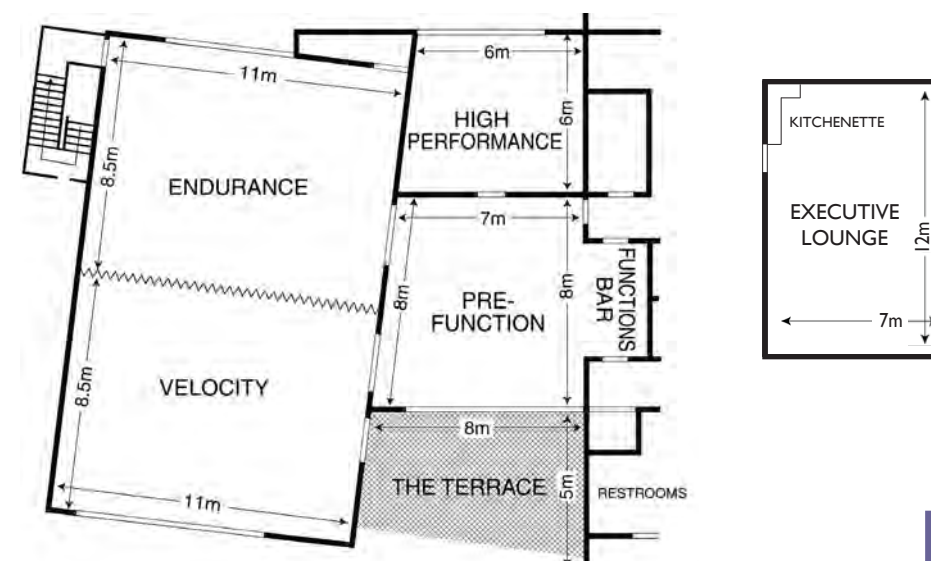 11m
8.5m
ENDURANCE
8.5m
VELOCITY
11m
6m
HIGH
PERFORMANCE
6m
7m
8m
PRE-
FUNCTION
8m
FUNCTIONS
BAR
8m
THE TERRACE
5m
RESTROOMS
KITCHENETTE
EXECUTIVE
LOUNGE
12m
7m